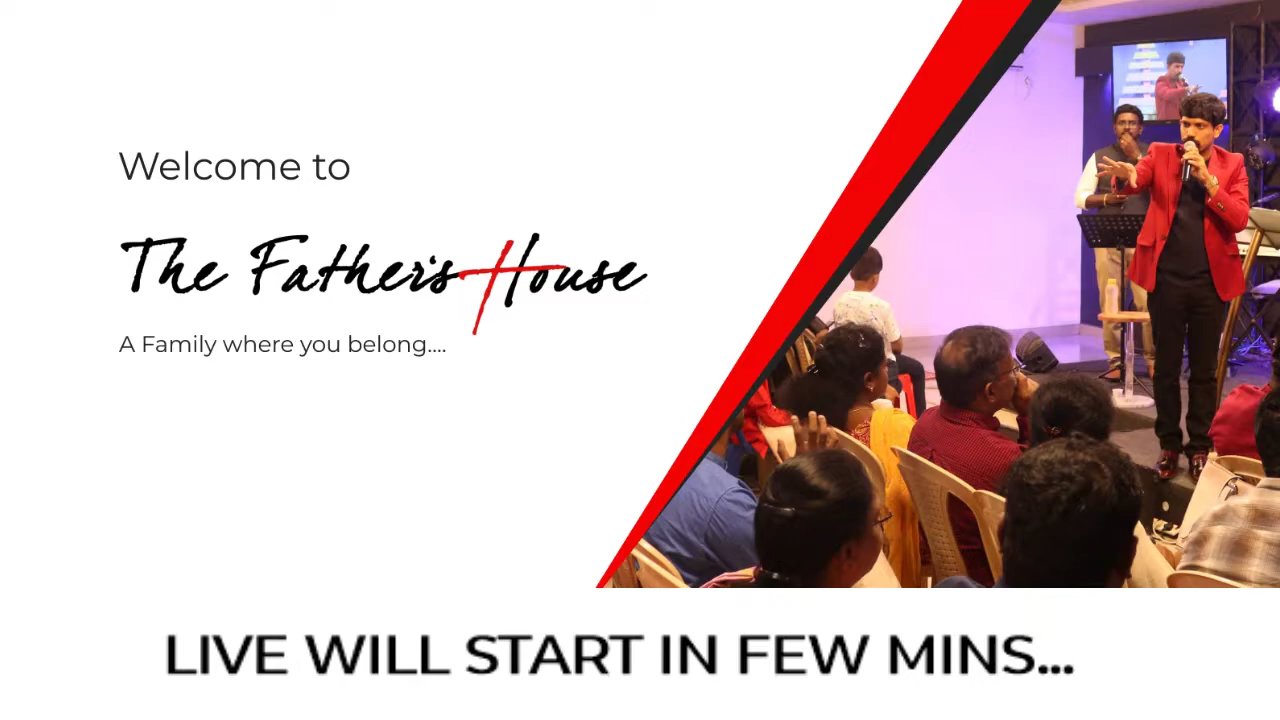 Welcome to
The Father's House
A Family where you belong....
LIVE WILL START IN FEW MINS...